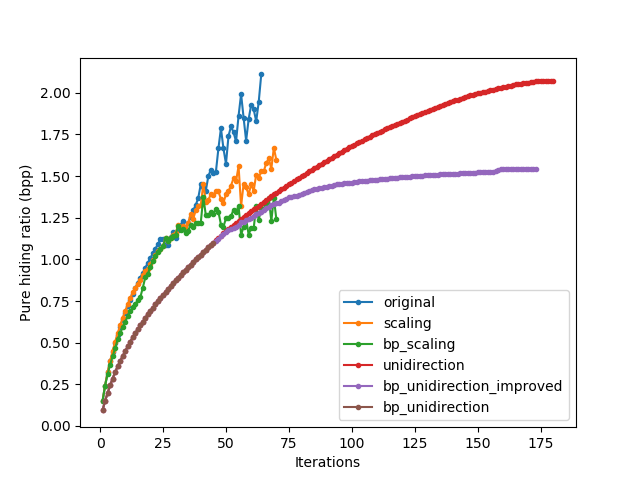 Pure hiding ratio (bpp)
2.00
1.75
1.50
1.25
1.00
0.75
0.50
0.25
0.00
original
scaling
bp_scaling
unidirection
bp_unidirection_improved
bp_unidirection
0 25 50 75 100 125 150 175
Iterations